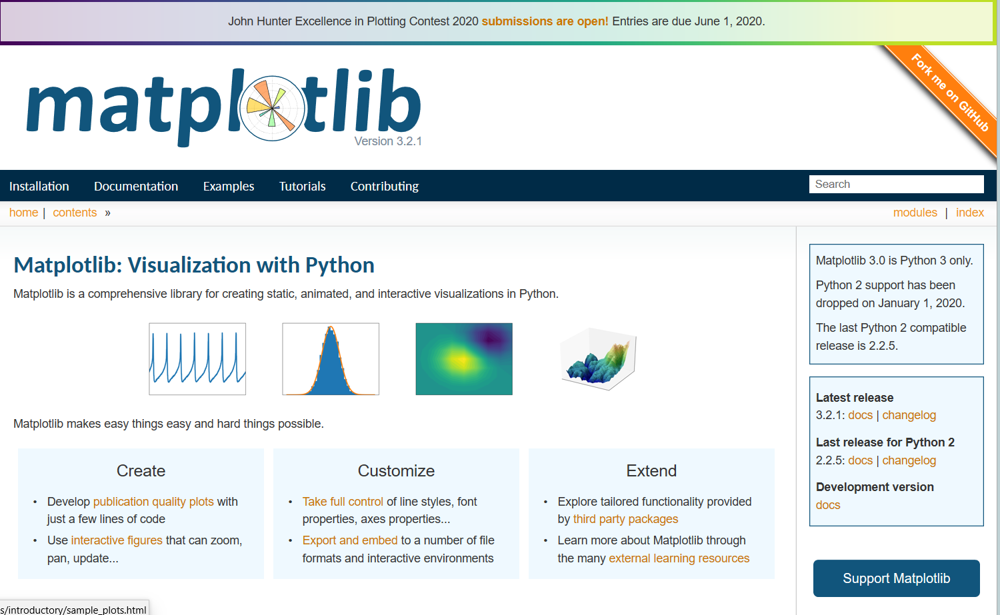 John Hunter Excellence in Plotting Contest 2020 submissions are open! Entries are due June 1, 2020.
Fork me on GitHub
matplotlib
Version 3.2.1
Installation Documentation Examples Tutorials Contributing Search
home | contents » modules | index
Matplotlib: Visualization with Python
Matplotlib is a comprehensive library for creating static, animated, and interactive visualizations in Python.
Matplotlib makes easy things easy and hard things possible.
Create
• Develop publication quality plots with
just a few lines of code
• Use interactive figures that can zoom,
pan, update...
Customize
• Take full control of line styles, font
properties, axes properties...
• Export and embed to a number of file
formats and interactive environments
Extend
• Explore tailored functionality provided
by third party packages
• Learn more about Matplotlib through
the many external learning resources
Matplotlib 3.0 is Python 3 only.
Python 2 support has been
dropped on January 1, 2020.
The last Python 2 compatible
release is 2.2.5.
Latest release
3.2.1: docs | changelog
Last release for Python 2
2.2.5: docs | changelog
Development version
docs
Support Matplotlib
s/introductory/sample_plots.html